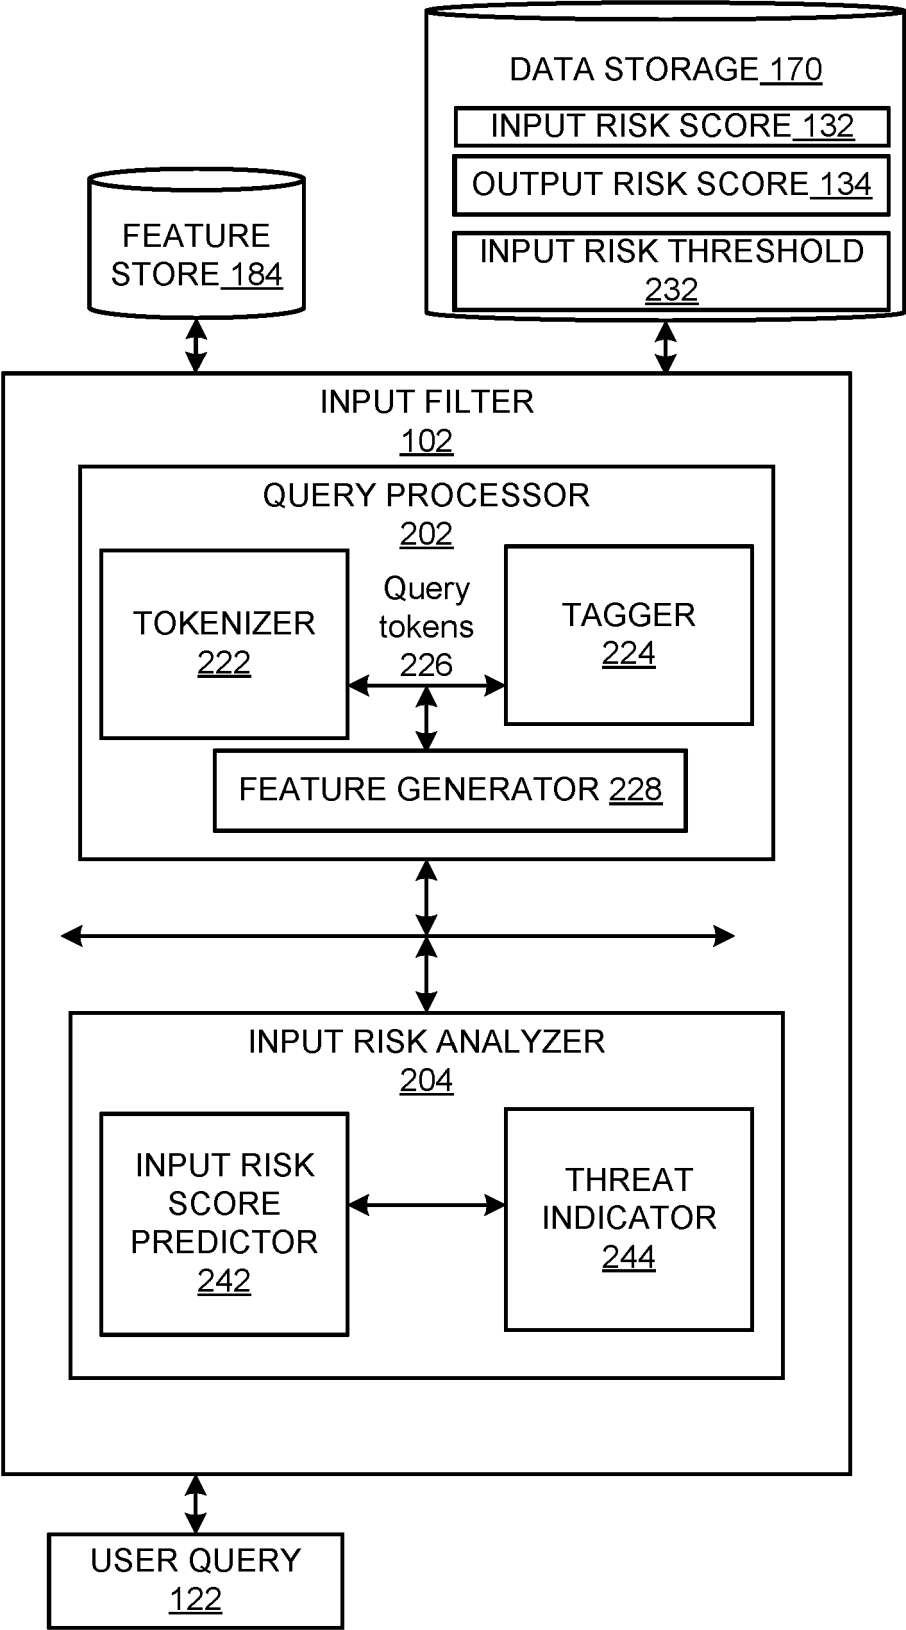 DATA STORAGE 170
INPUT RISK SCORE 132
OUTPUT RISK SCORE 134
INPUT RISK THRESHOLD
232
FEATURE
STORE 184
INPUT FILTER
102
QUERY PROCESSOR
202
TOKENIZER
222
Query
tokens
226
TAGGER
224
FEATURE GENERATOR 228
INPUT RISK ANALYZER
204
INPUT RISK
SCORE
PREDICTOR
242
THREAT
INDICATOR
244
USER QUERY
122